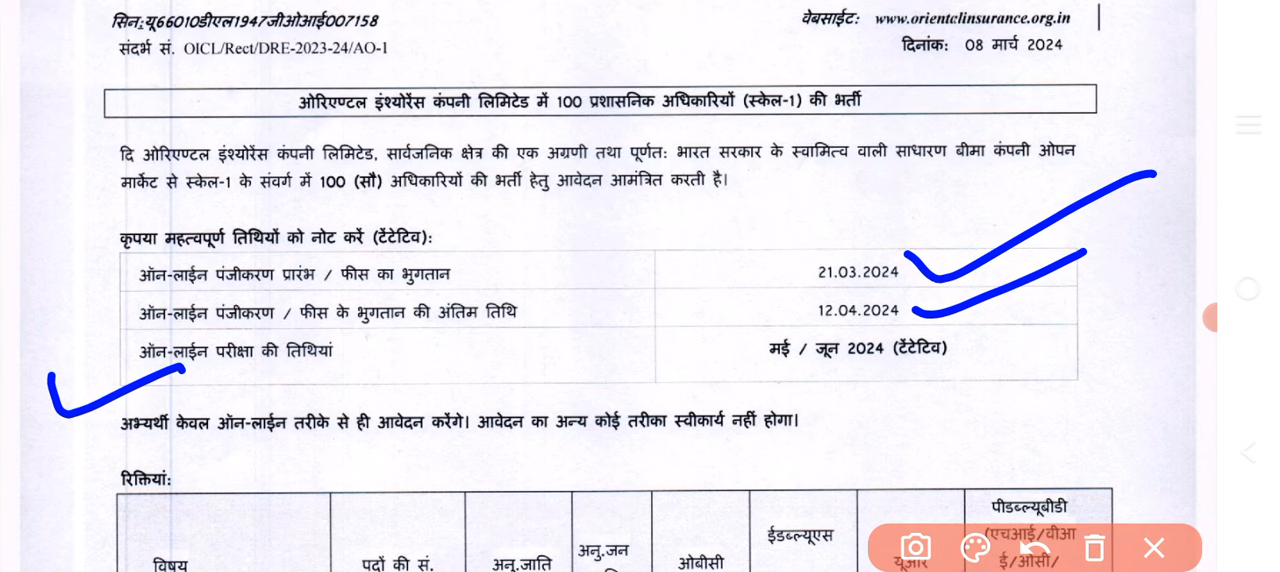 सिन:यू66010डीएल1947जीओआई007158
वेबसाईट: www.orientalinsurance.org.in
संदर्भ सं. OICL/Rect/DRE-2023-24/AO-1
दिनांक: 08 मार्च 2024
ओरिएण्टल इंश्योरेंस कंपनी लिमिटेड में 100 प्रशासनिक अधिकारियों (स्केल-1) की भर्ती
दि ओरिएण्टल इंश्योरेंस कंपनी लिमिटेड, सार्वजनिक क्षेत्र की एक अग्रणी तथा पूर्णत: भारत सरकार के स्वामित्व वाली साधारण बीमा कंपनी ओपन
मार्केट से स्केल-1 के संवर्ग में 100 (सौ) अधिकारियों की भर्ती हेतु आवेदन आमंत्रित करती है।
कृपया महत्वपूर्ण तिथियों को नोट करें (टेंटेटिव):
ऑन-लाईन पंजीकरण प्रारंभ / फीस का भुगतान 21.03.2024
ऑन-लाईन पंजीकरण / फीस के भुगतान की अंतिम तिथि 12.04.2024
ऑन-लाईन परीक्षा की तिथियां मई / जून 2024 (टेंटेटिव)
अभ्यर्थी केवल ऑन-लाईन तरीके से ही आवेदन करेंगे। आवेदन का अन्य कोई तरीका स्वीकार्य नहीं होगा।
रिक्तियां:
विषय पदों की सं. अनु.जाति अनु.जन ओबीसी ईडब्ल्यूएस यूआर पीडब्ल्यूबीडी
(एचआई/वीआ
ई/ओसी/